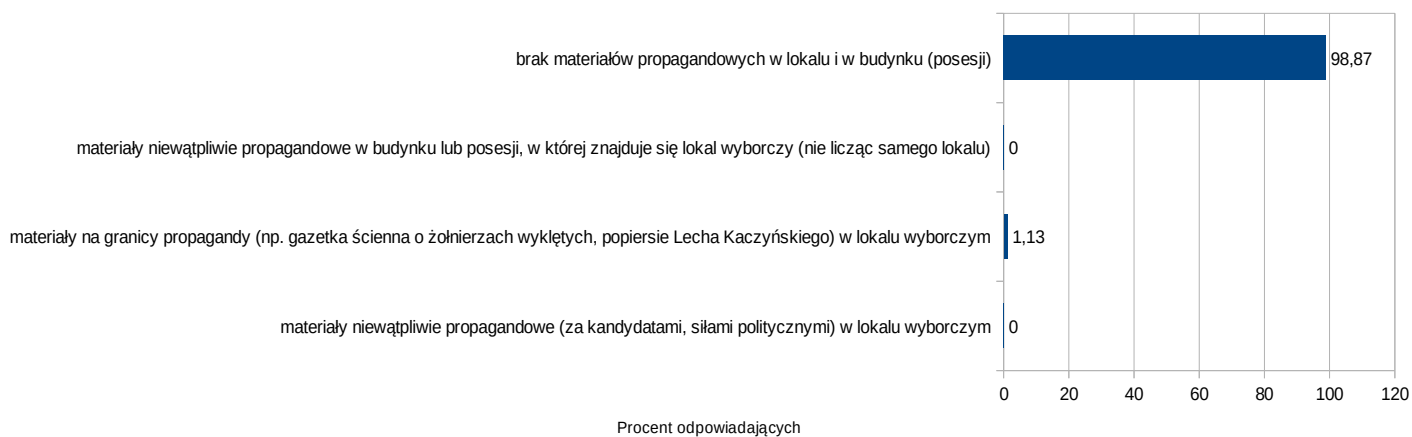 brak materiałów propagandowych w lokalu i w budynku (posesji)
98,87
materiały niewątpliwie propagandowe w budynku lub posesji, w której znajduje się lokal wyborczy (nie licząc samego lokalu)
0
materiały na granicy propagandy (np. gazetka ścienna o żołnierzach wyklętych, popiersie Lecha Kaczyńskiego) w lokalu wyborczym
1,13
materiały niewątpliwie propagandowe (za kandydatami, siłami politycznymi) w lokalu wyborczym
0
0 20 40 60 80 100 120
Procent odpowiadających